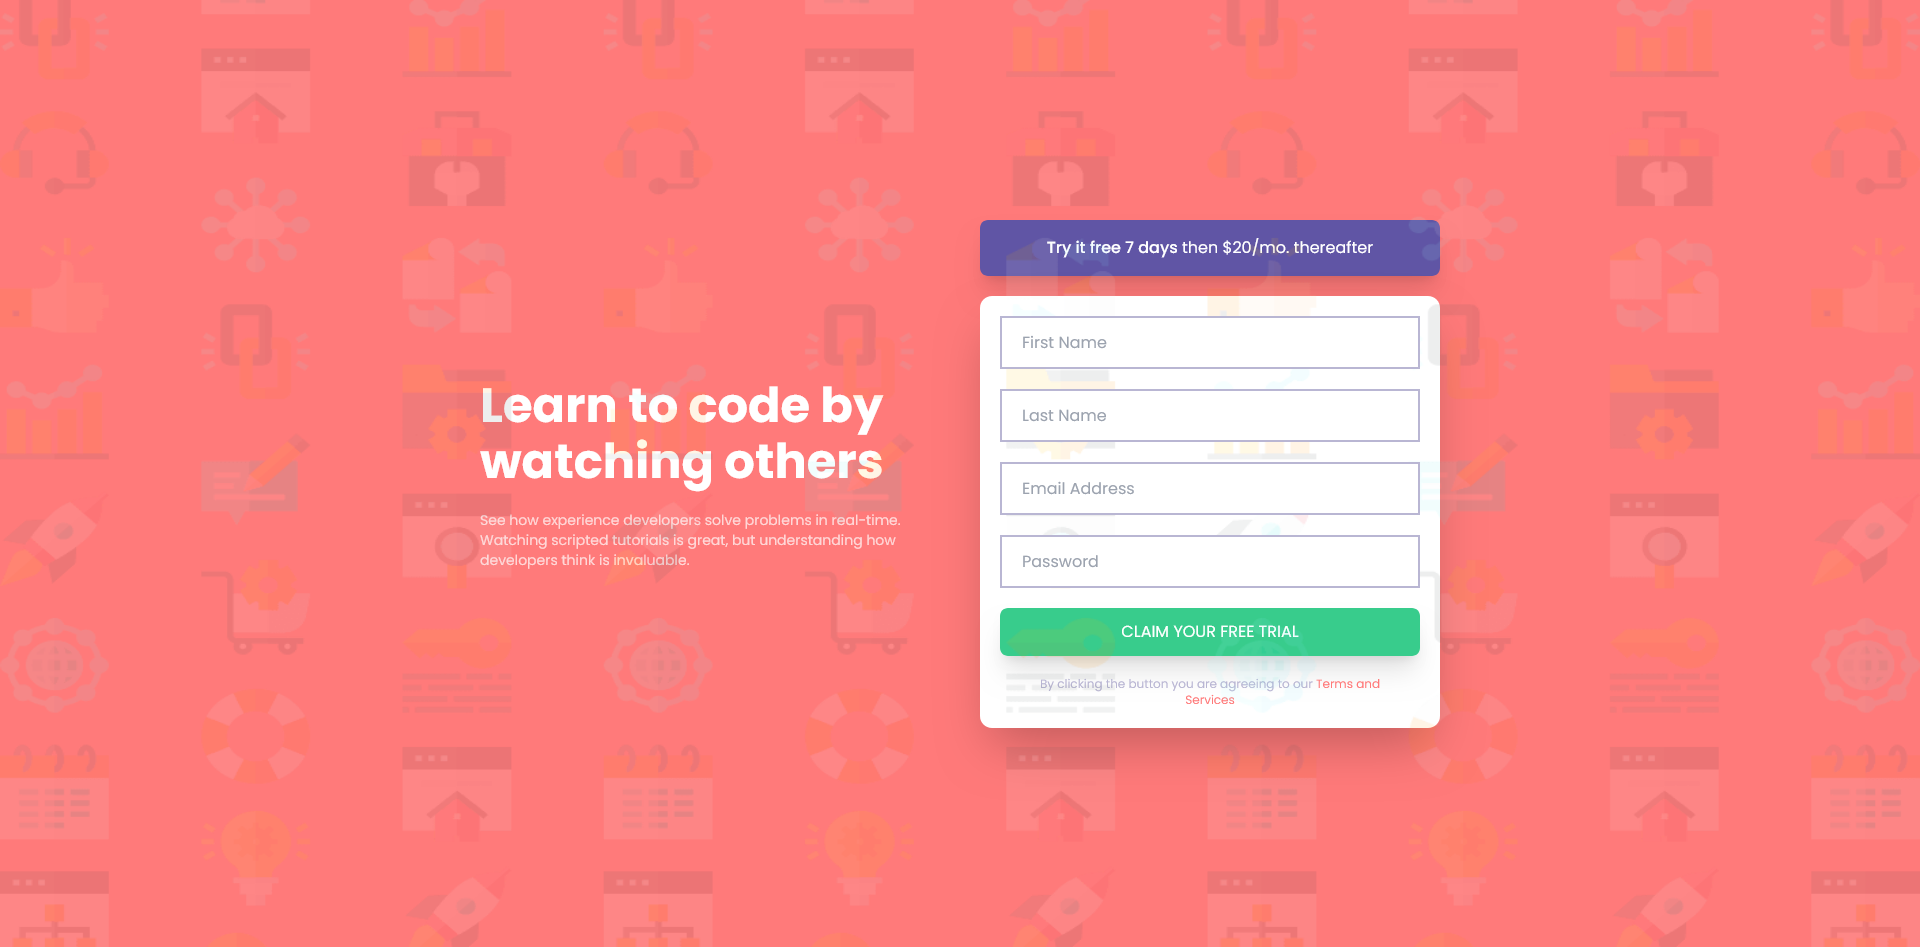 Learn to code by
watching others
See how experience developers solve problems in real-time.
Watching scripted tutorials is great, but understanding how
developers think is invaluable.
Try it free 7 days then $20/mo. thereafter
First Name
Last Name
Email Address
Password
CLAIM YOUR FREE TRIAL
By clicking the button you are agreeing to our Terms and
Services